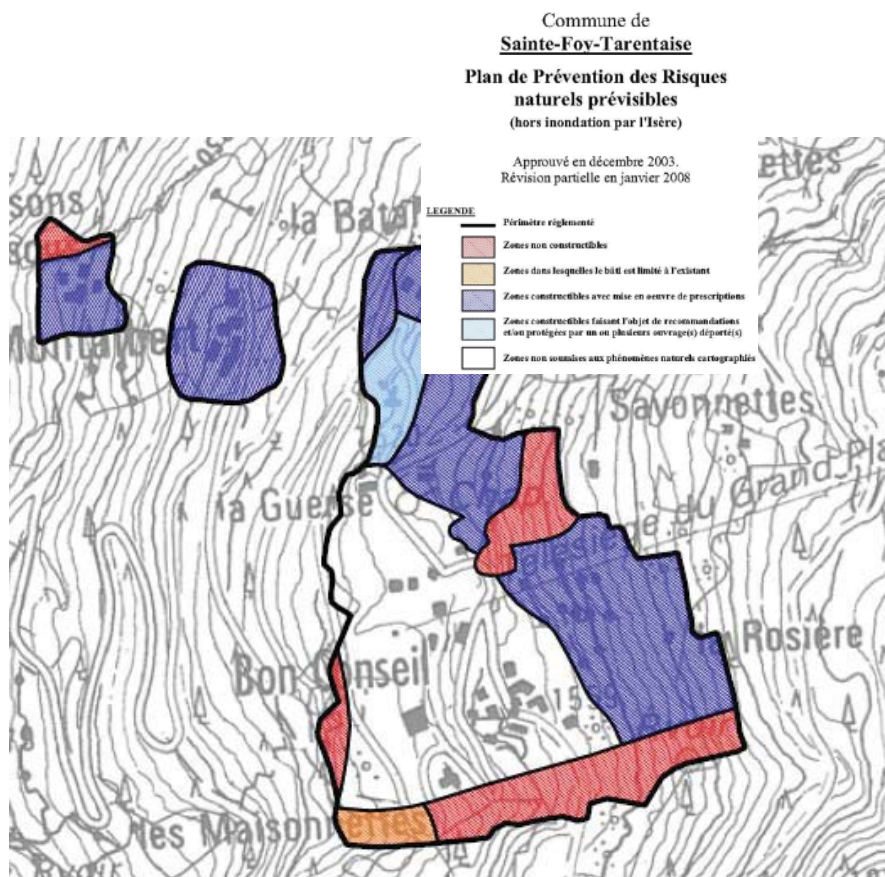 Commune de
Sainte-Foy-Tarentaise
Plan de Prévention des Risques
naturels prévisibles
(hors inondation par l'Isère)
Approuvé en décembre 2003.
Révision partielle en janvier 2008
LEGENDE
Périmètre réglementé
Zones non constructibles
Zones dans lesquelles le bâti est limité à l'existant
Zones constructibles avec mise en oeuvre de prescriptions
Zones constructibles faisant l'objet de recommandations
et/ou protégées par un ou plusieurs ouvrage(s) déporté(s)
Zones non soumises aux phénomènes naturels cartographiés
la
Savonnettes
la
du Grand
la Rosière
Bon Conseil
les Maisonnettes